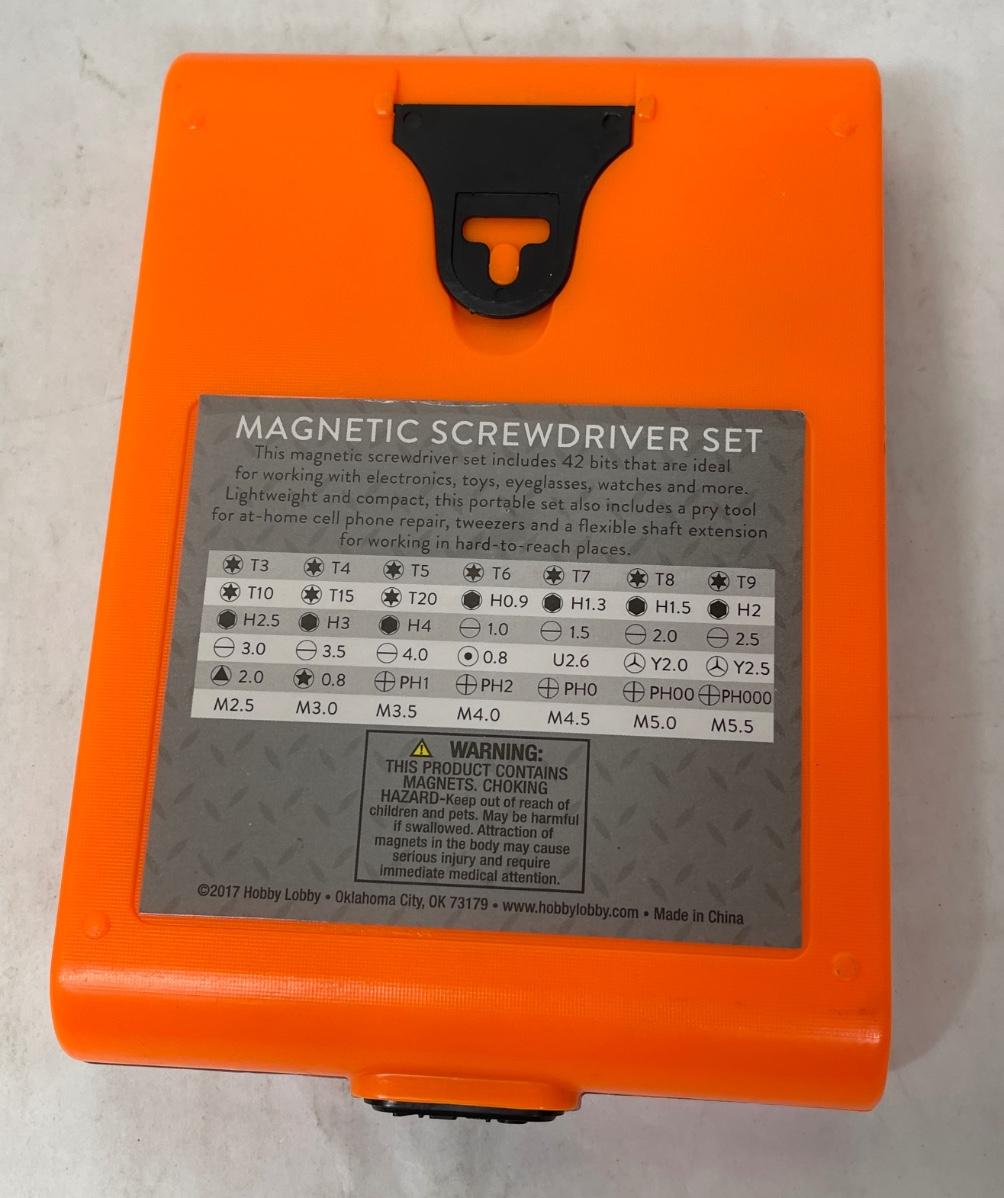 MAGNETIC SCREWDRIVER SET
This magnetic screwdriver set includes 42 bits that are ideal
for working with electronics, toys, eyeglasses, watches and more.
Lightweight and compact, this portable set also includes a pry tool
for at-home cell phone repair, tweezers and a flexible shaft extension
for working in hard-to-reach places.
T3 T4 T5 T6 T7 T8 T9
T10 T15 T20 H0.9 H1.3 H1.5 H2
H2.5 H3 H4 1.0 1.5 2.0 2.5
3.0 3.5 4.0 0.8 U2.6 Y2.0 Y2.5
2.0 0.8 PH1 PH2 PH0 PH00 PH000
M2.5 M3.0 M3.5 M4.0 M4.5 M5.0 M5.5
WARNING:
THIS PRODUCT CONTAINS
MAGNETS. CHOKING
HAZARD-Keep out of reach of
children and pets. May be harmful
if swallowed. Attraction of
magnets in the body may cause
serious injury and require
immediate medical attention.
©2017 Hobby Lobby • Oklahoma City, OK 73179 • www.hobbylobby.com • Made in China